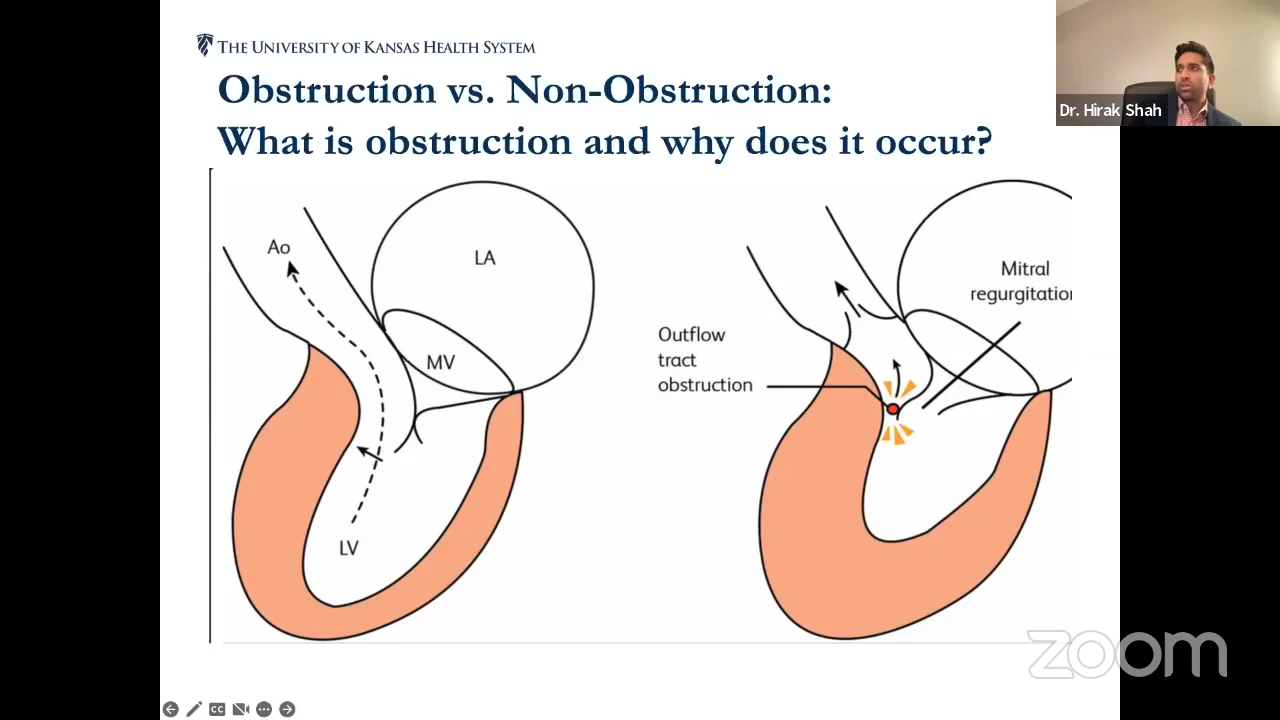 THE UNIVERSITY OF KANSAS HEALTH SYSTEM
Obstruction vs. Non-Obstruction:
What is obstruction and why does it occur?
Dr. Hirak Shah
Ao
LA
MV
LV
Outflow
tract
obstruction
Mitral
regurgitation
CC
zoom